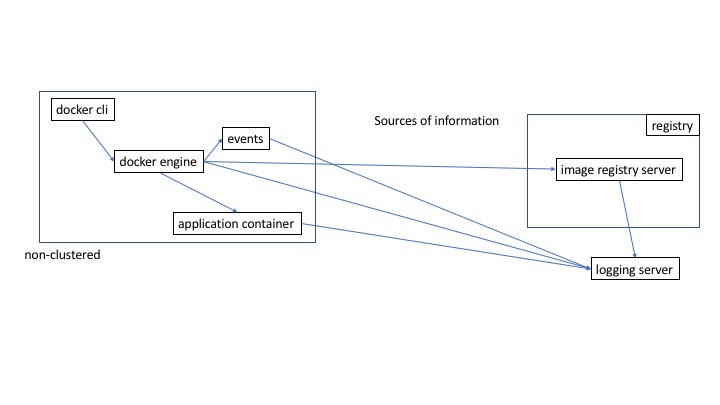 docker cli
Sources of information
registry
events
docker engine
image registry server
application container
non-clustered
logging server